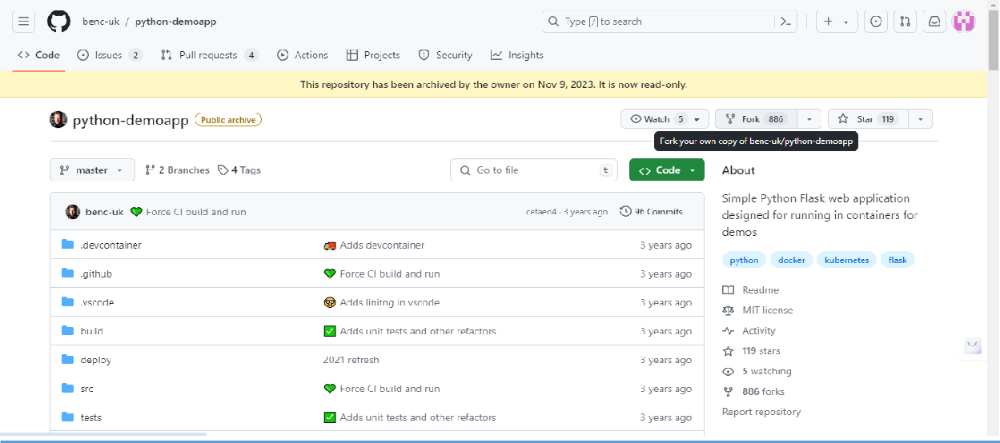 benc-uk / python-demoapp
Type / to search
Code Issues 2 Pull requests 4 Actions Projects Security Insights
This repository has been archived by the owner on Nov 9, 2023. It is now read-only.
python-demoapp Public archive
Watch 5 Fork 886 Star 119
Fork your own copy of benc-uk/python-demoapp
master 2 Branches 4 Tags
Go to file t
Code
benc-uk Force CI build and run
cefaed4 · 3 years ago 96 Commits
.devcontainer Adds devcontainer 3 years ago
.github Force CI build and run 3 years ago
.vscode Adds linitng in vscode 3 years ago
build Adds unit tests and other refactors 3 years ago
deploy 2021 refresh 3 years ago
src Force CI build and run 3 years ago
tests Adds unit tests and other refactors 3 years ago
About
Simple Python Flask web application
designed for running in containers for
demos
python docker kubernetes flask
Readme
MIT license
Activity
119 stars
5 watching
886 forks
Report repository